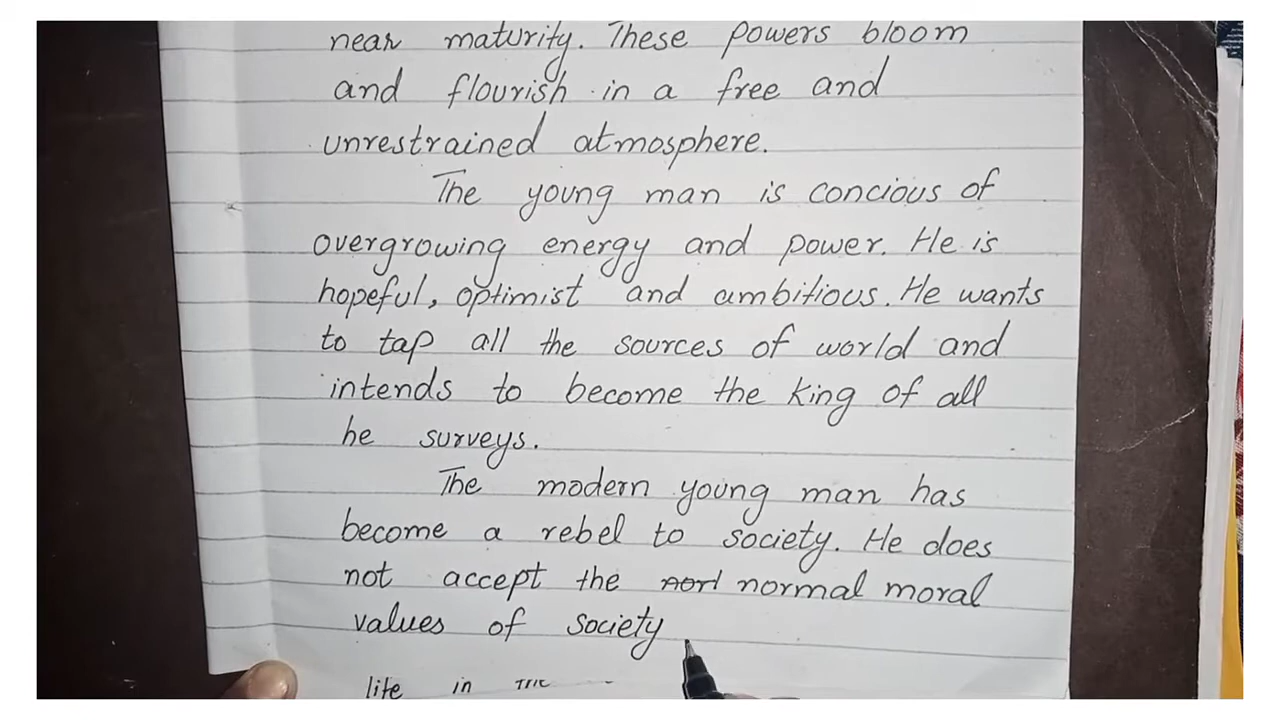 near maturity. These powers bloom
and flourish in a free and
unrestrained atmosphere.
The young man is concious of
overgrowing energy and power. He is
hopeful, optimist and ambitious. He wants
to tap all the sources of world and
intends to become the king of all
he surveys.
The modern young man has
become a rebel to society. He does
not accept the normal moral
values of society
life in the